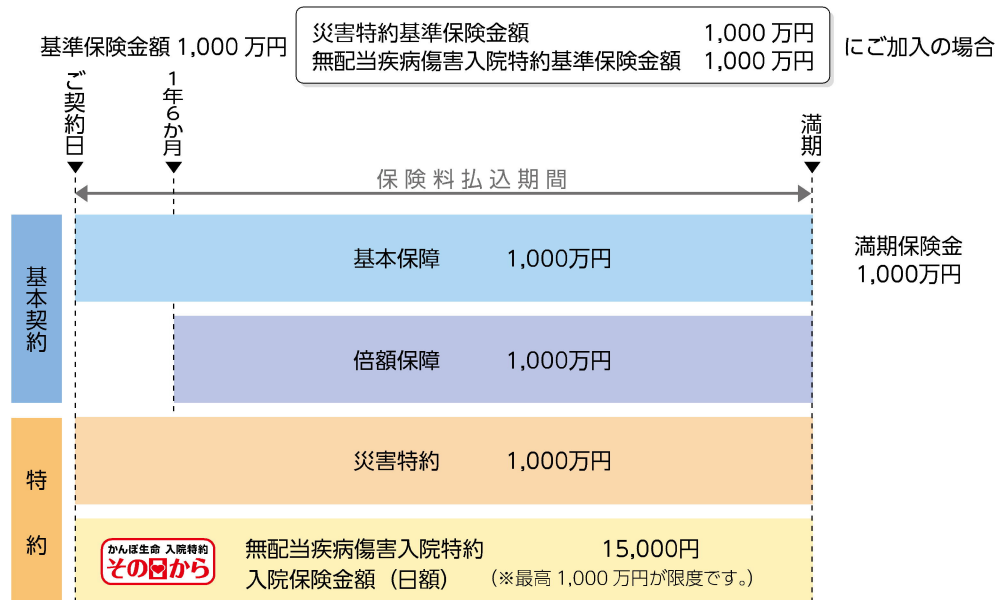 基準保険金額 1,000 万円
災害特約基準保険金額 1,000 万円
無配当疾病傷害入院特約基準保険金額 1,000 万円
にご加入の場合
ご契約日
1年6か月
満期
保険料払込期間
基本契約
基本保障 1,000万円
満期保険金
1,000万円
倍額保障 1,000万円
特約
災害特約 1,000万円
かんぽ生命 入院特約
その日から
無配当疾病傷害入院特約 15,000円
入院保険金額（日額） （※最高 1,000 万円が限度です。）